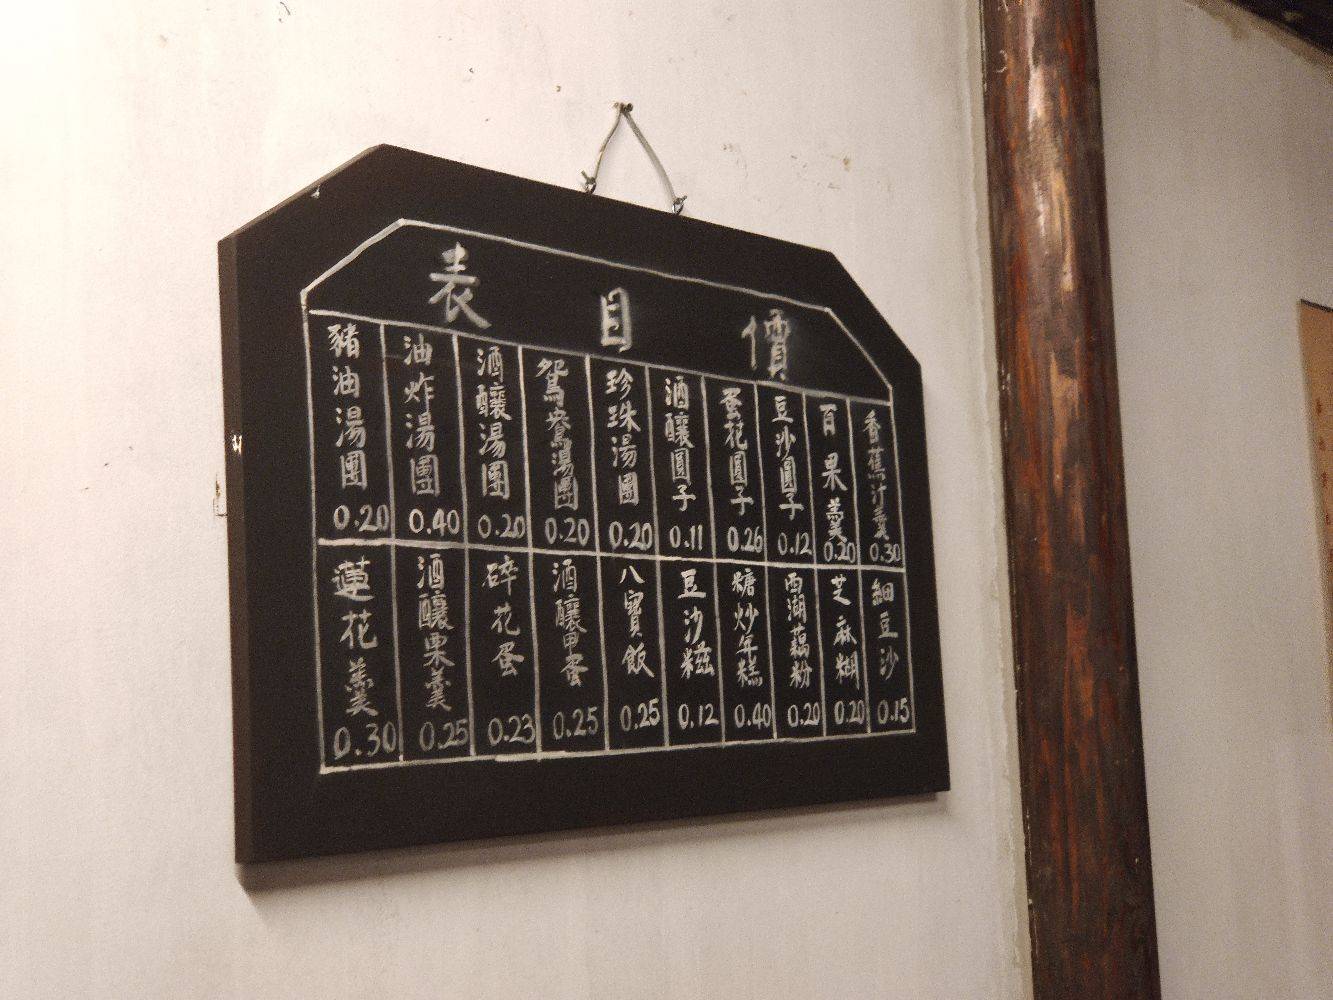 價目表
香蕉汁羹 0.30
百果羹 0.20
豆沙圓子 0.12
蛋花圓子 0.26
酒釀圓子 0.11
珍珠湯團 0.20
鴛鴦湯團 0.20
酒釀湯團 0.20
油炸湯團 0.40
豬油湯團 0.20
細豆沙 0.15
芝麻糊 0.20
西湖藕粉 0.20
糖炒年糕 0.40
豆沙糍 0.12
八寶飯 0.25
酒釀甲蛋 0.25
碎花蛋 0.23
酒釀果羹 0.25
蓮花羹 0.30